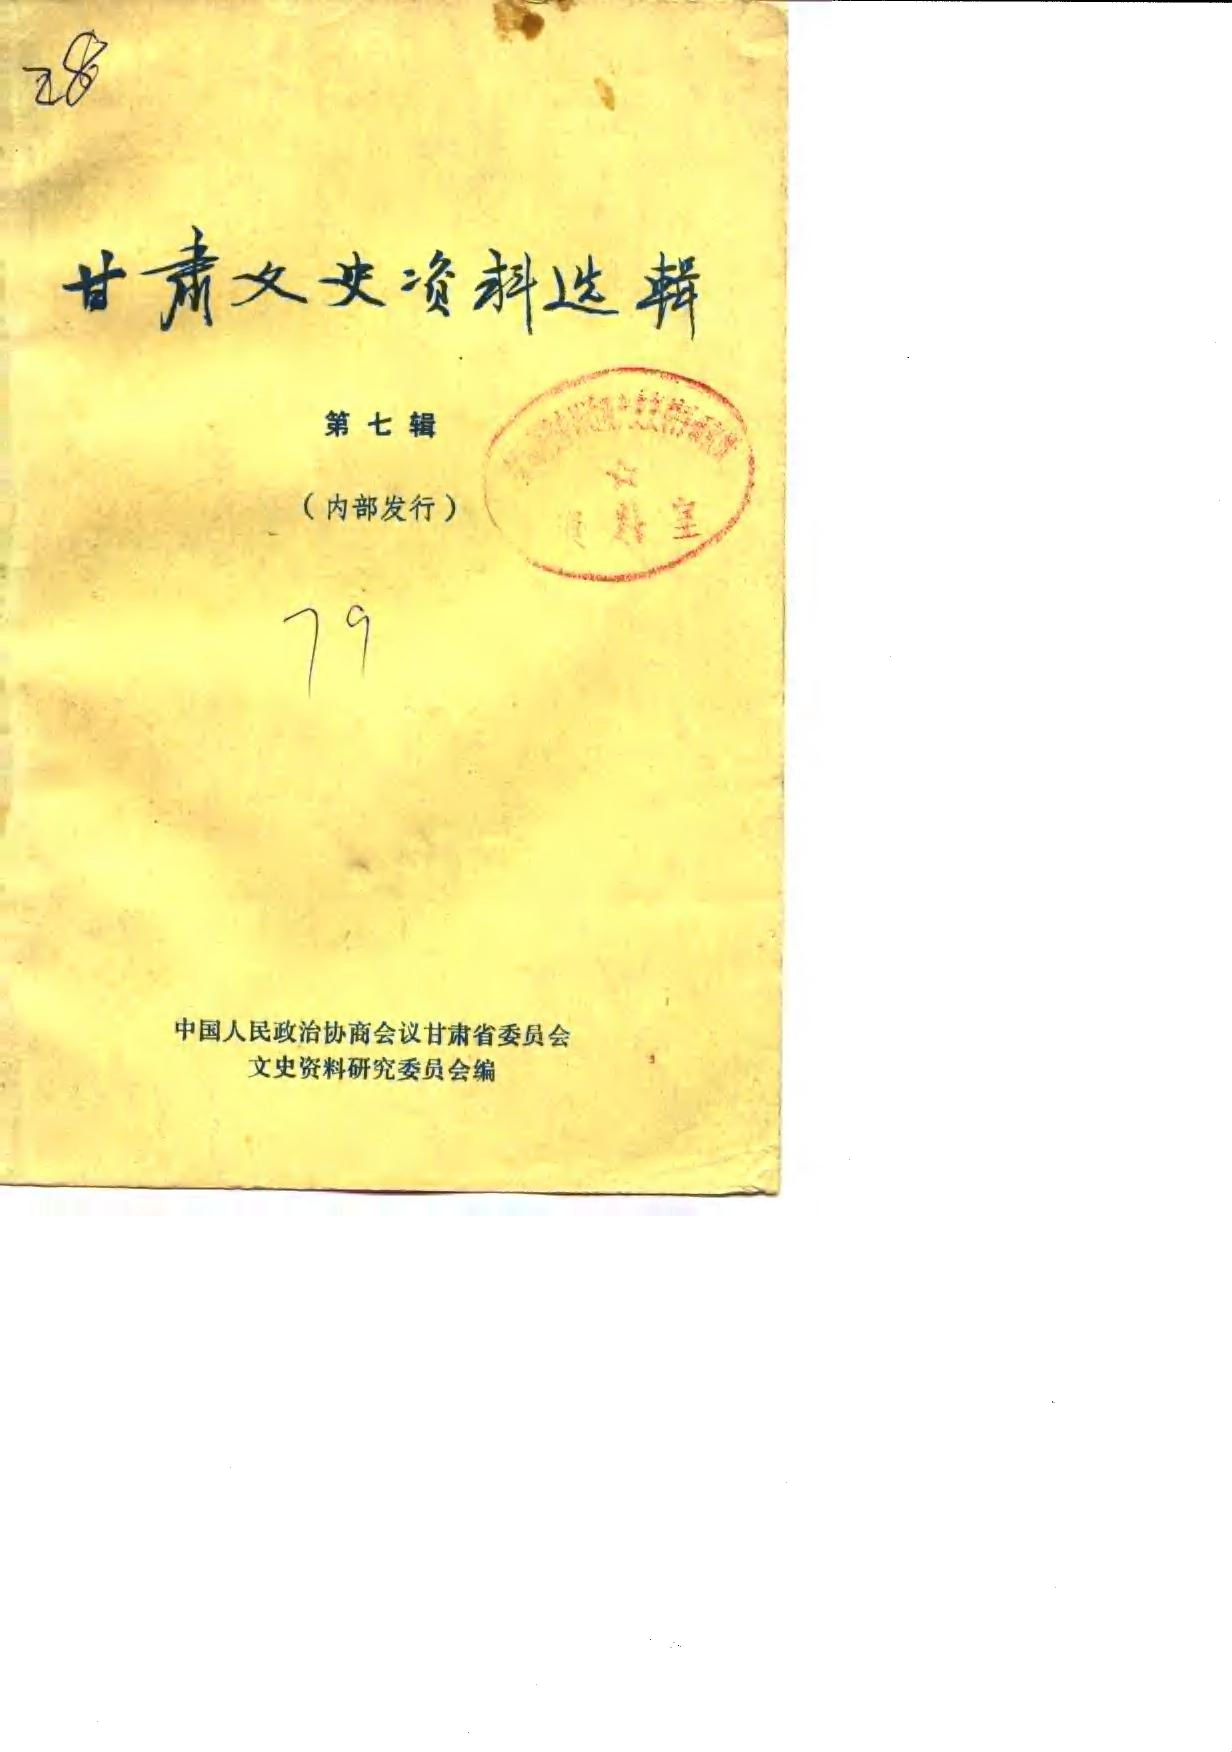 甘肃文史资料选辑
第七辑
（内部发行）
79
中国人民政治协商会议甘肃省委员会
文史资料研究委员会编